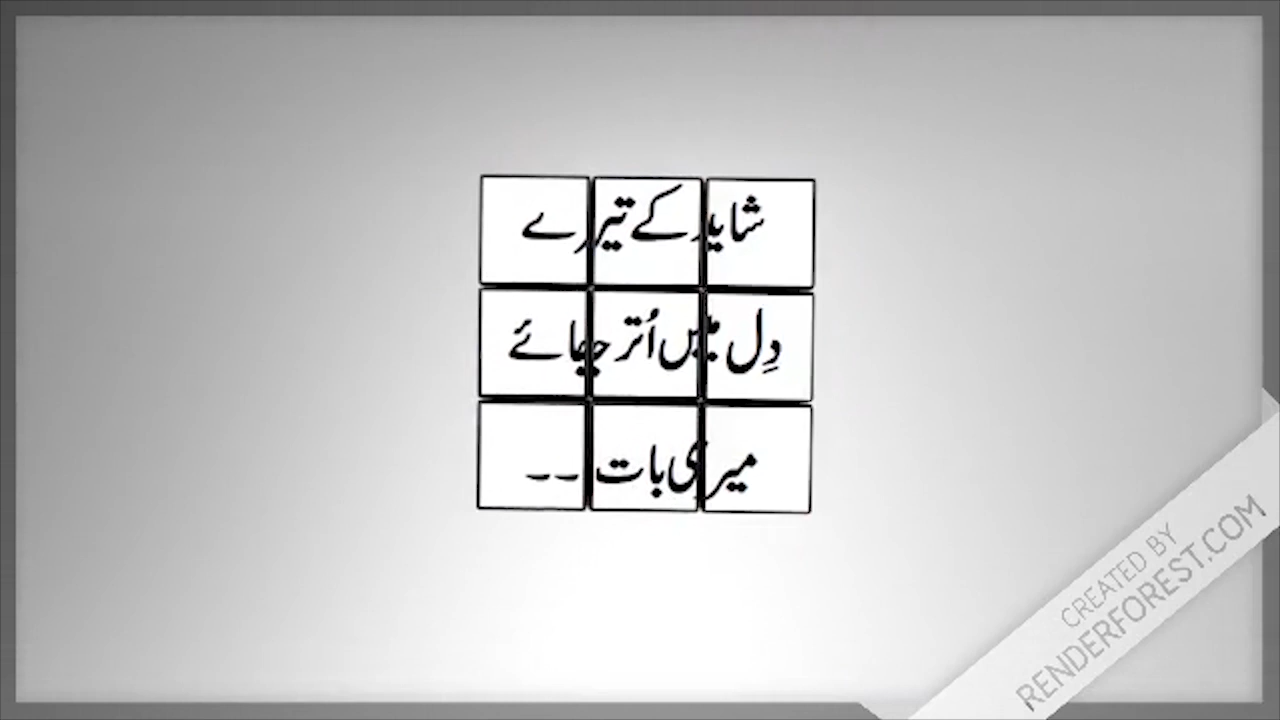 شاید کے تیرے
دِل میں اُتر جائے
میری بات ۔۔
CREATED BY
RENDERFOREST.COM